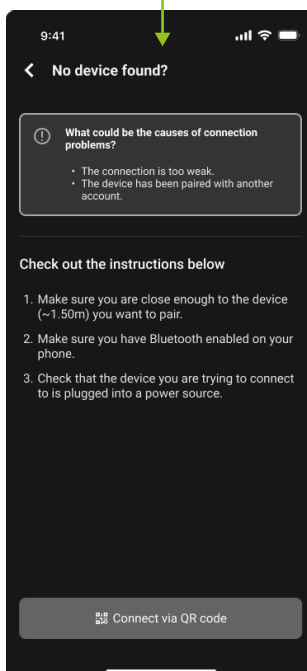 9:41
No device found?
What could be the causes of connection
problems?
• The connection is too weak.
• The device has been paired with another
account.
Check out the instructions below
1. Make sure you are close enough to the device
(~1.50m) you want to pair.
2. Make sure you have Bluetooth enabled on your
phone.
3. Check that the device you are trying to connect
to is plugged into a power source.
Connect via QR code